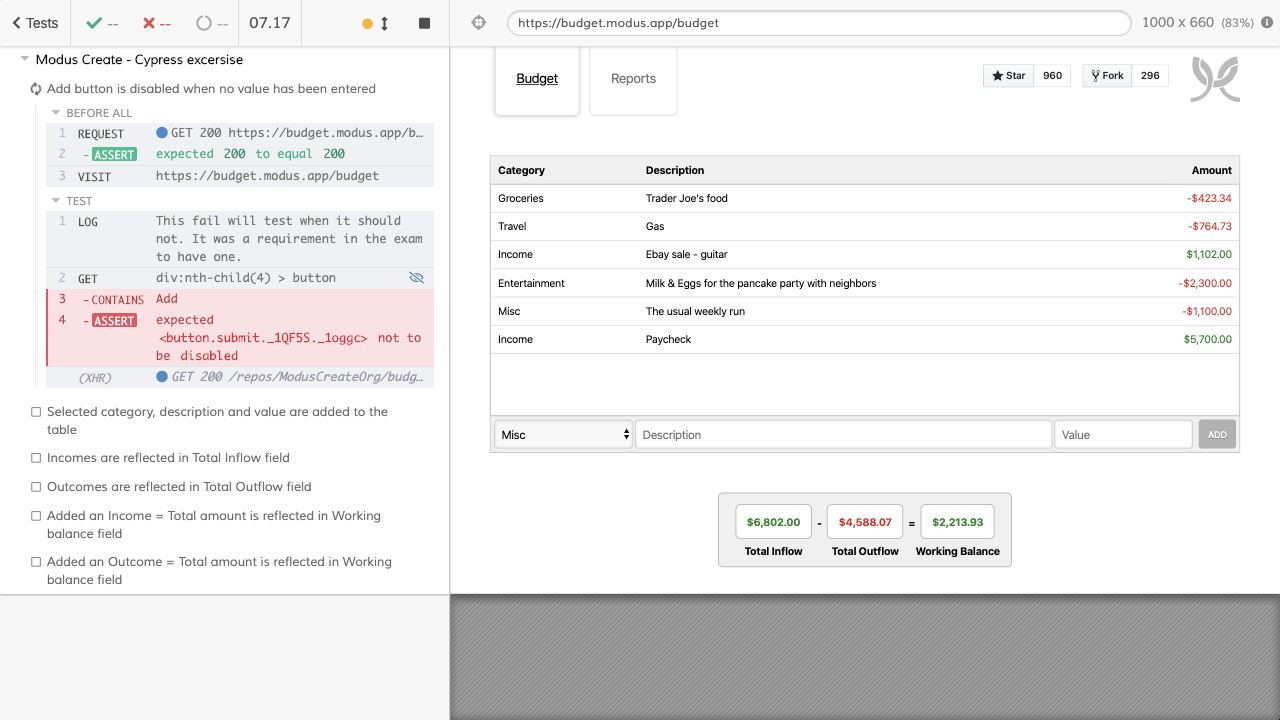 Tests
--
--
--
07.17
https://budget.modus.app/budget
1000 x 660 (83%)
Modus Create - Cypress excersise
Add button is disabled when no value has been entered
BEFORE ALL
1 REQUEST GET 200 https://budget.modus.app/b…
2 -ASSERT expected 200 to equal 200
3 VISIT https://budget.modus.app/budget
TEST
1 LOG This fail will test when it should
not. It was a requirement in the exam
to have one.
2 GET div:nth-child(4) > button
3 -CONTAINS Add
4 -ASSERT expected
<button.submit._1QF5S._1oggc> not to
be disabled
(XHR) GET 200 /repos/ModusCreateOrg/budg…
Selected category, description and value are added to the
table
Incomes are reflected in Total Inflow field
Outcomes are reflected in Total Outflow field
Added an Income = Total amount is reflected in Working
balance field
Added an Outcome = Total amount is reflected in Working
balance field
Budget
Reports
Star 960
Fork 296
Category Description Amount
Groceries Trader Joe's food -$423.34
Travel Gas -$764.73
Income Ebay sale - guitar $1,102.00
Entertainment Milk & Eggs for the pancake party with neighbors -$2,300.00
Misc The usual weekly run -$1,100.00
Income Paycheck $5,700.00
Misc Description Value ADD
$6,802.00 - $4,588.07 = $2,213.93
Total Inflow Total Outflow Working Balance